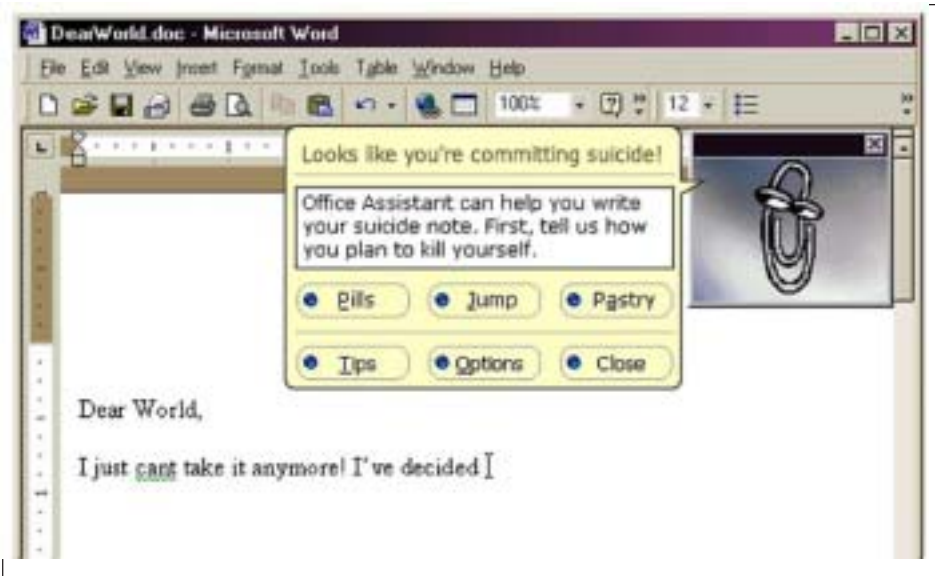 DearWorld.doc - Microsoft Word
File Edit View Insert Format Tools Table Window Help
100% 12
Looks like you're committing suicide!
Office Assistant can help you write
your suicide note. First, tell us how
you plan to kill yourself.
Pills Jump Pastry
Tips Options Close
Dear World,
I just cant take it anymore! I've decided